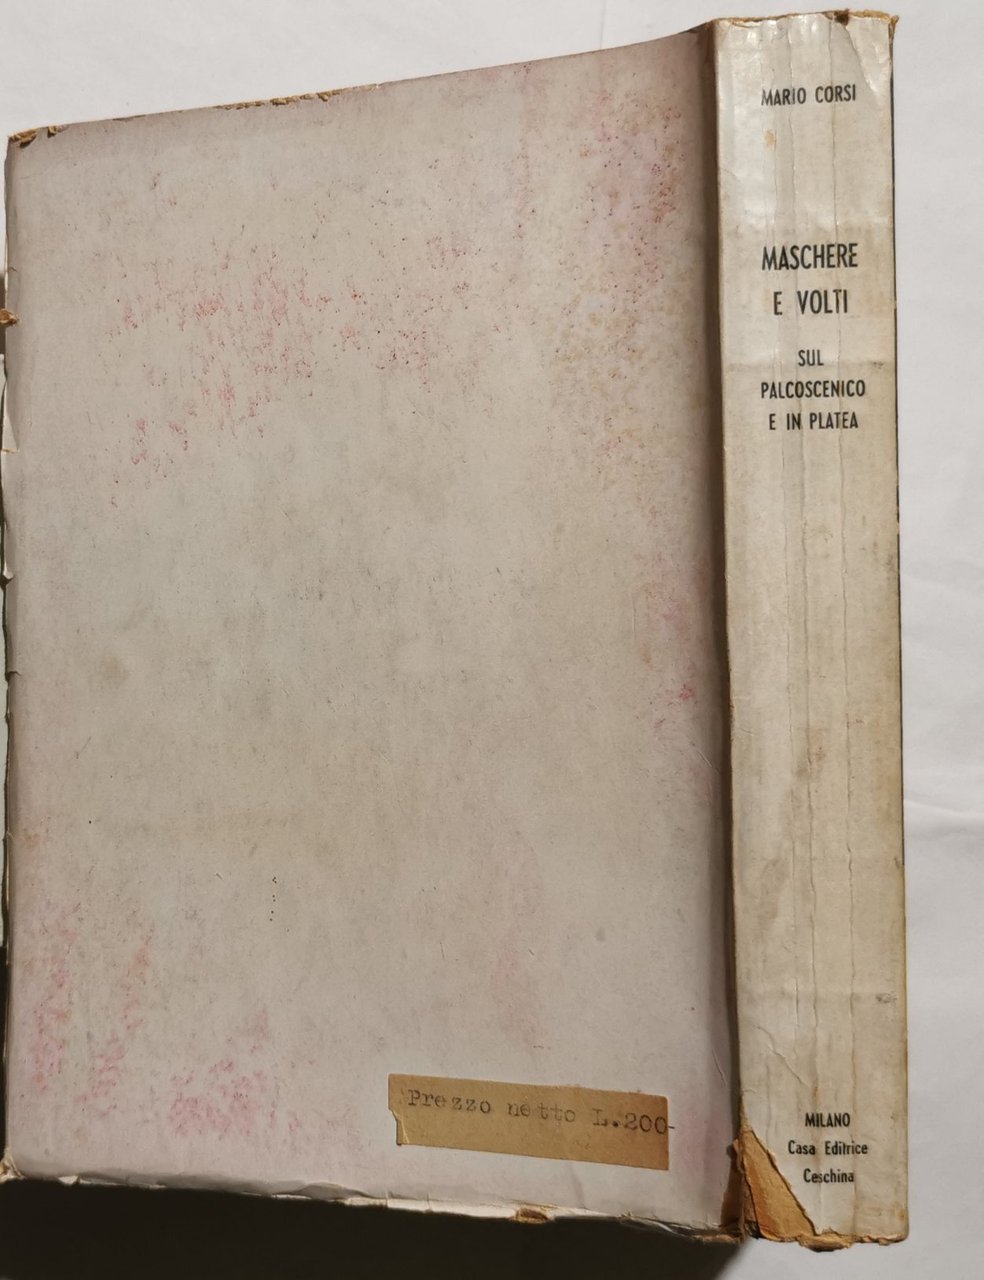 MARIO CORSI
MASCHERE
E VOLTI
SUL
PALCOSCENICO
E IN PLATEA
MILANO
Casa Editrice
Ceschina
Prezzo netto L.200-